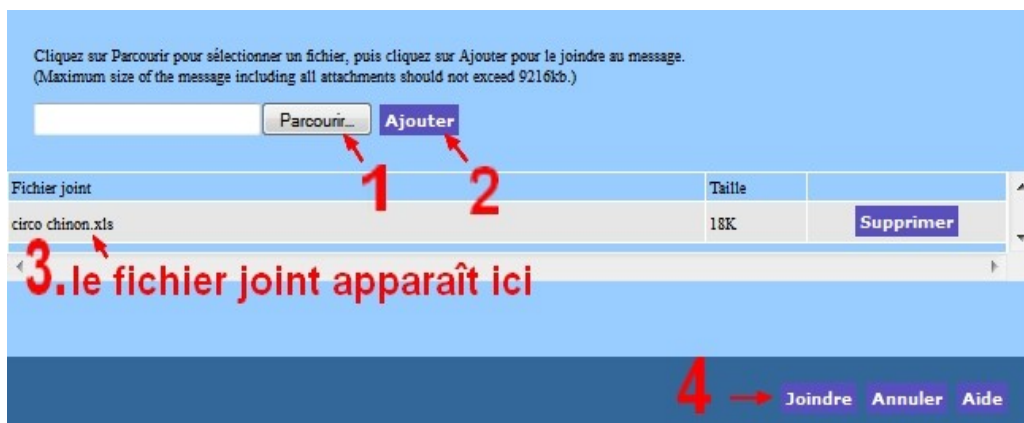 Cliquez sur Parcourir pour sélectionner un fichier, puis cliquez sur Ajouter pour le joindre au message.
(Maximum size of the message including all attachments should not exceed 9216kb.)
Parcourir... Ajouter
1 2
Fichier joint Taille
circo chinon.xls 18K Supprimer
3. le fichier joint apparaît ici
4 Joindre Annuler Aide